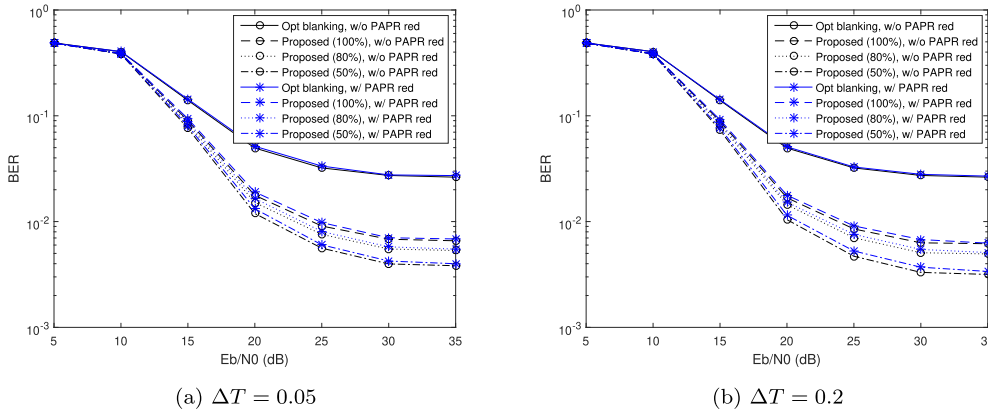 10^0
10^-1
10^-2
10^-3
BER
5 10 15 20 25 30 35
Eb/N0 (dB)
Opt blanking, w/o PAPR red
Proposed (100%), w/o PAPR red
Proposed (80%), w/o PAPR red
Proposed (50%), w/o PAPR red
Opt blanking, w/ PAPR red
Proposed (100%), w/ PAPR red
Proposed (80%), w/ PAPR red
Proposed (50%), w/ PAPR red
(a) ΔT = 0.05
10^0
10^-1
10^-2
10^-3
BER
5 10 15 20 25 30 35
Eb/N0 (dB)
Opt blanking, w/o PAPR red
Proposed (100%), w/o PAPR red
Proposed (80%), w/o PAPR red
Proposed (50%), w/o PAPR red
Opt blanking, w/ PAPR red
Proposed (100%), w/ PAPR red
Proposed (80%), w/ PAPR red
Proposed (50%), w/ PAPR red
(b) ΔT = 0.2